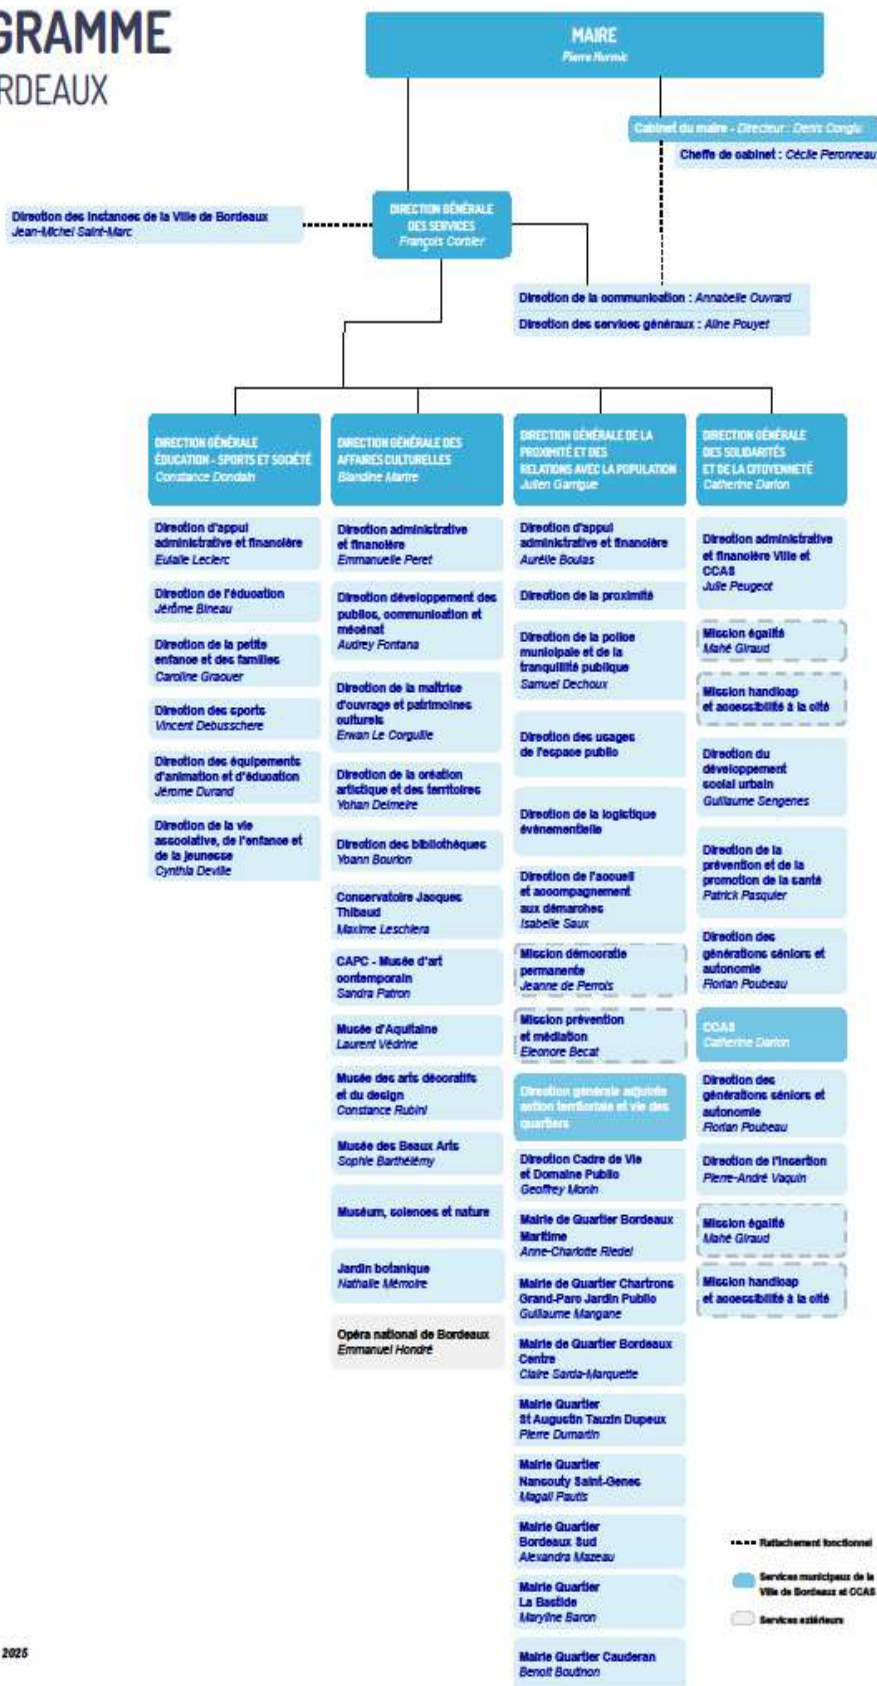 GRAMME
RDEAUX
MAIRE
Pierre Hurmic
Cabinet du maire - Directeur : Denis Conglu
Cheffe de cabinet : Cécile Peronneau
Direction des Instances de la Ville de Bordeaux
Jean-Michel Saint-Marc
DIRECTION GÉNÉRALE
DES SERVICES
François Corbier
Direction de la communication : Annabelle Ouvrard
Direction des services généraux : Aline Pouyet
DIRECTION GÉNÉRALE
ÉDUCATION - SPORTS ET SOCIÉTÉ
Constance Dondain
Direction d'appui
administrative et financière
Eulalie Leclerc
Direction de l'éducation
Jérôme Bineau
Direction de la petite
enfance et des familles
Caroline Graouer
Direction des sports
Vincent Debusschere
Direction des équipements
d'animation et d'éducation
Jérome Durand
Direction de la vie
associative, de l'enfance et
de la jeunesse
Cynthia Deville
DIRECTION GÉNÉRALE DES
AFFAIRES CULTURELLES
Blandine Martre
Direction administrative
et financière
Emmanuelle Peret
Direction développement des
publics, communication et
mécénat
Audrey Fontana
Direction de la maîtrise
d'ouvrage et patrimoines
culturels
Erwan Le Corguille
Direction de la création
artistique et des territoires
Yohan Delmeire
Direction des bibliothèques
Yoann Bourion
Conservatoire Jacques
Thibaud
Maxime Leschiera
CAPC - Musée d'art
contemporain
Sandra Patron
Musée d'Aquitaine
Laurent Védrine
Musée des arts décoratifs
et du design
Constance Rubini
Musée des Beaux Arts
Sophie Barthélémy
Muséum, sciences et nature
Jardin botanique
Nathalie Mémoire
Opéra national de Bordeaux
Emmanuel Hondré
DIRECTION GÉNÉRALE DE LA
PROXIMITÉ ET DES
RELATIONS AVEC LA POPULATION
Julien Garrigue
Direction d'appui
administrative et financière
Aurélie Boulas
Direction de la proximité
Direction de la police
municipale et de la
tranquillité publique
Samuel Dechoux
Direction des usages
de l'espace public
Direction de la logistique
évènementielle
Direction de l'accueil
et accompagnement
aux démarches
Isabelle Saux
Mission démocratie
permanente
Jeanne de Perrois
Mission prévention
et médiation
Eleonore Becat
Direction générale adjointe
action territoriale et vie des
quartiers
Direction Cadre de Vie
et Domaine Public
Geoffrey Monin
Mairie de Quartier Bordeaux
Maritime
Anne-Charlotte Riedel
Mairie de Quartier Chartrons
Grand-Parc Jardin Public
Guillaume Mangane
Mairie de Quartier Bordeaux
Centre
Claire Sarda-Marquette
Mairie Quartier
St Augustin Tauzin Dupeux
Pierre Dumartin
Mairie Quartier
Nansouty Saint-Genes
Magali Pautis
Mairie Quartier
Bordeaux Sud
Alexandra Mazeau
Mairie Quartier
La Bastide
Maryline Baron
Mairie Quartier Cauderan
Benoit Boutinon
DIRECTION GÉNÉRALE
DES SOLIDARITÉS
ET DE LA CITOYENNETÉ
Catherine Darlon
Direction administrative
et financière Ville et
CCAS
Julie Peugeot
Mission égalité
Mahé Giraud
Mission handicap
et accessibilité à la cité
Direction du
développement
social urbain
Guillaume Sengenes
Direction de la
prévention et de la
promotion de la santé
Patrick Pasquier
Direction des
générations séniors et
autonomie
Florian Poubeau
CCAS
Catherine Darlon
Direction des
générations séniors et
autonomie
Florian Poubeau
Direction de l'insertion
Pierre-André Vaquin
Mission égalité
Mahé Giraud
Mission handicap
et accessibilité à la cité
Rattachement fonctionnel
Services municipaux de la
Ville de Bordeaux et CCAS
Services extérieurs
2025